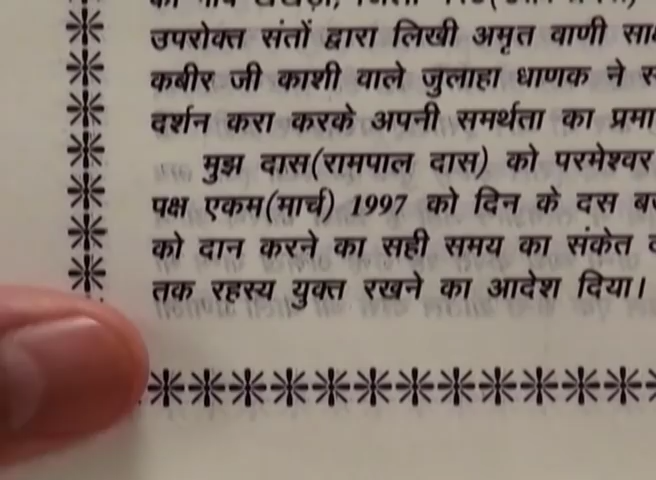 उपरोक्त संतों द्वारा लिखी अमृत वाणी
कबीर जी काशी वाले जुलाहा धाणक ने
दर्शन करा करके अपनी समर्थता का
मुझ दास(रामपाल दास) को परमेश्वर
पक्ष एकम(मार्च) 1997 को दिन के दस
को दान करने का सही समय का संकेत
तक रहस्य युक्त रखने का आदेश दिया।